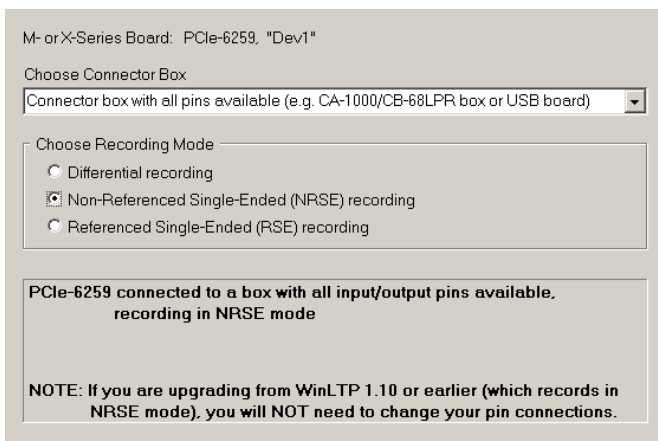 M- or X-Series Board:  PCIe-6259,  "Dev1"
Choose Connector Box
Connector box with all pins available (e.g. CA-1000/CB-68LPR box or USB board)
Choose Recording Mode
Differential recording
Non-Referenced Single-Ended (NRSE) recording
Referenced Single-Ended (RSE) recording
PCIe-6259 connected to a box with all input/output pins available,
recording in NRSE mode
NOTE: If you are upgrading from WinLTP 1.10 or earlier (which records in
NRSE mode), you will NOT need to change your pin connections.